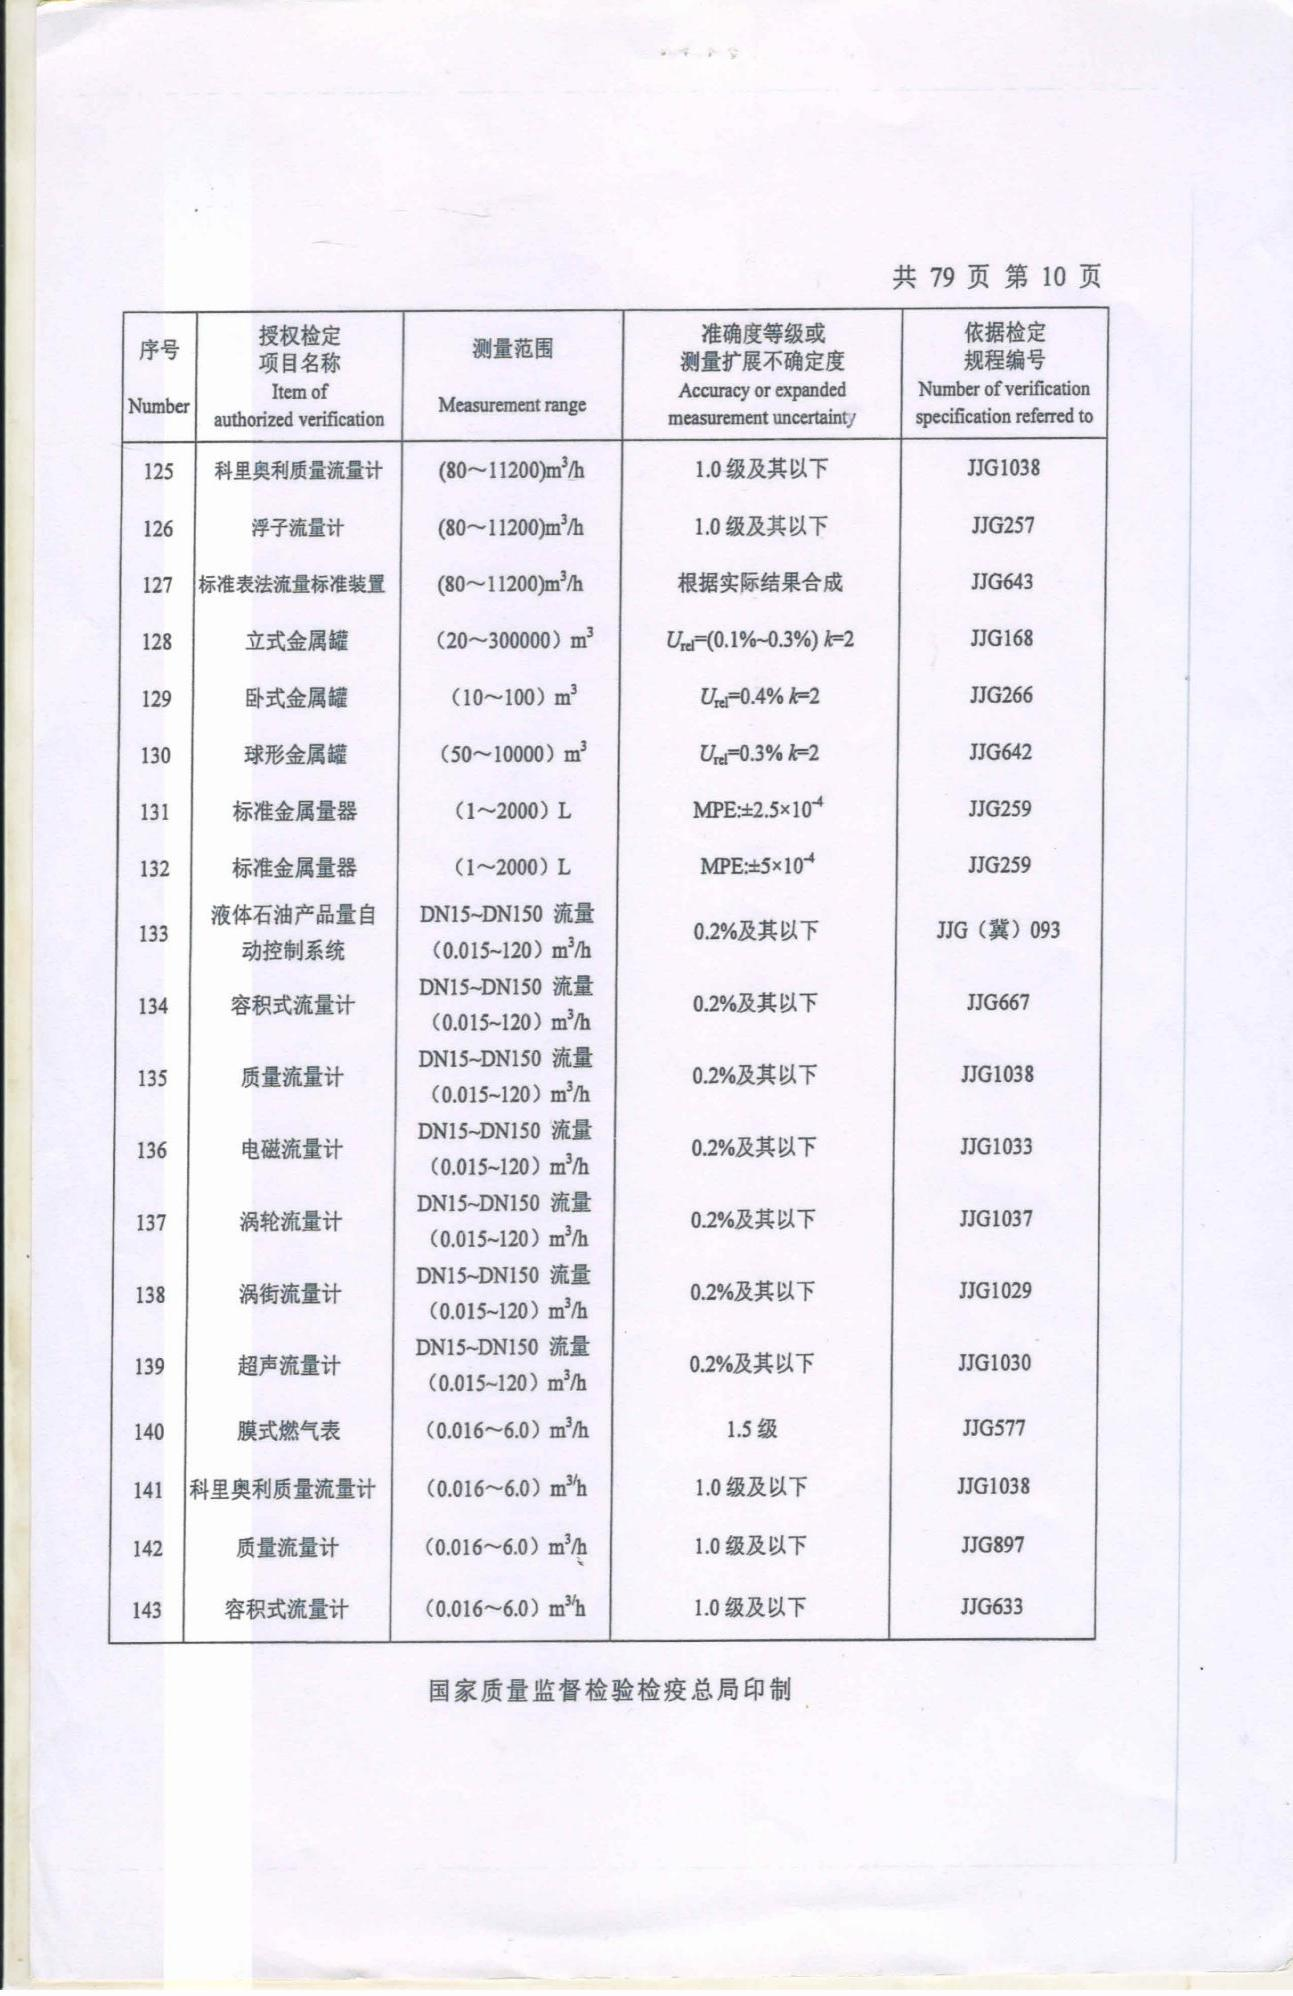 共 79 页 第 10 页
序号 授权检定 测量范围 准确度等级或 依据检定
项目名称 测量扩展不确定度 规程编号
Number Item of Measurement range Accuracy or expanded Number of verification
authorized verification measurement uncertainty specification referred to
125 科里奥利质量流量计 (80～11200)m³/h 1.0 级及其以下 JJG1038
126 浮子流量计 (80～11200)m³/h 1.0 级及其以下 JJG257
127 标准表法流量标准装置 (80～11200)m³/h 根据实际结果合成 JJG643
128 立式金属罐 （20～300000）m³ Urel=(0.1%~0.3%) k=2 JJG168
129 卧式金属罐 （10～100）m³ Urel=0.4% k=2 JJG266
130 球形金属罐 （50～10000）m³ Urel=0.3% k=2 JJG642
131 标准金属量器 （1～2000）L MPE:±2.5×10⁻⁴ JJG259
132 标准金属量器 （1～2000）L MPE:±5×10⁻⁴ JJG259
133 液体石油产品量自 DN15~DN150 流量 0.2%及其以下 JJG（冀）093
动控制系统 （0.015~120）m³/h
134 容积式流量计 DN15~DN150 流量 0.2%及其以下 JJG667
（0.015~120）m³/h
135 质量流量计 DN15~DN150 流量 0.2%及其以下 JJG1038
（0.015~120）m³/h
136 电磁流量计 DN15~DN150 流量 0.2%及其以下 JJG1033
（0.015~120）m³/h
137 涡轮流量计 DN15~DN150 流量 0.2%及其以下 JJG1037
（0.015~120）m³/h
138 涡街流量计 DN15~DN150 流量 0.2%及其以下 JJG1029
（0.015~120）m³/h
139 超声流量计 DN15~DN150 流量 0.2%及其以下 JJG1030
（0.015~120）m³/h
140 膜式燃气表 （0.016～6.0）m³/h 1.5 级 JJG577
141 科里奥利质量流量计 （0.016～6.0）m³/h 1.0 级及以下 JJG1038
142 质量流量计 （0.016～6.0）m³/h 1.0 级及以下 JJG897
143 容积式流量计 （0.016～6.0）m³/h 1.0 级及以下 JJG633
国家质量监督检验检疫总局印制